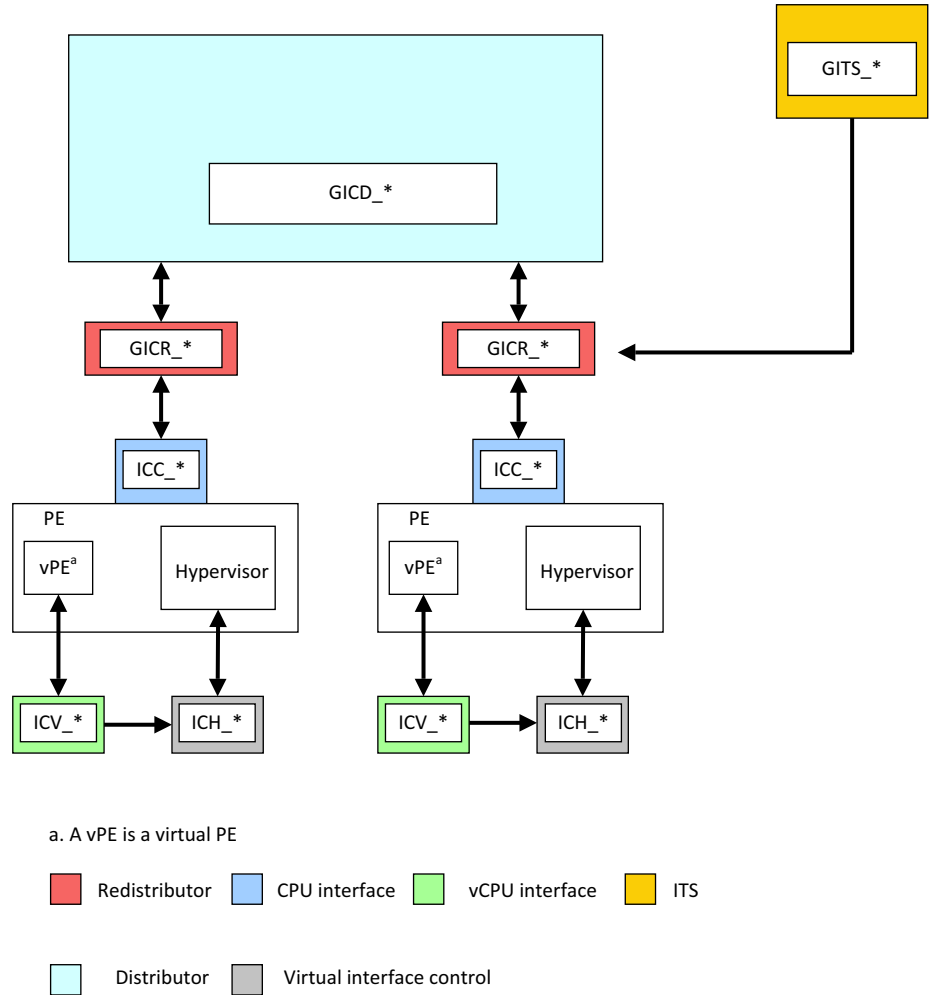 GITS_*
GICD_*
GICR_* GICR_*
ICC_* ICC_*
PE PE
vPEᵃ Hypervisor vPEᵃ Hypervisor
ICV_* ICH_* ICV_* ICH_*
a. A vPE is a virtual PE
Redistributor CPU interface vCPU interface ITS
Distributor Virtual interface control